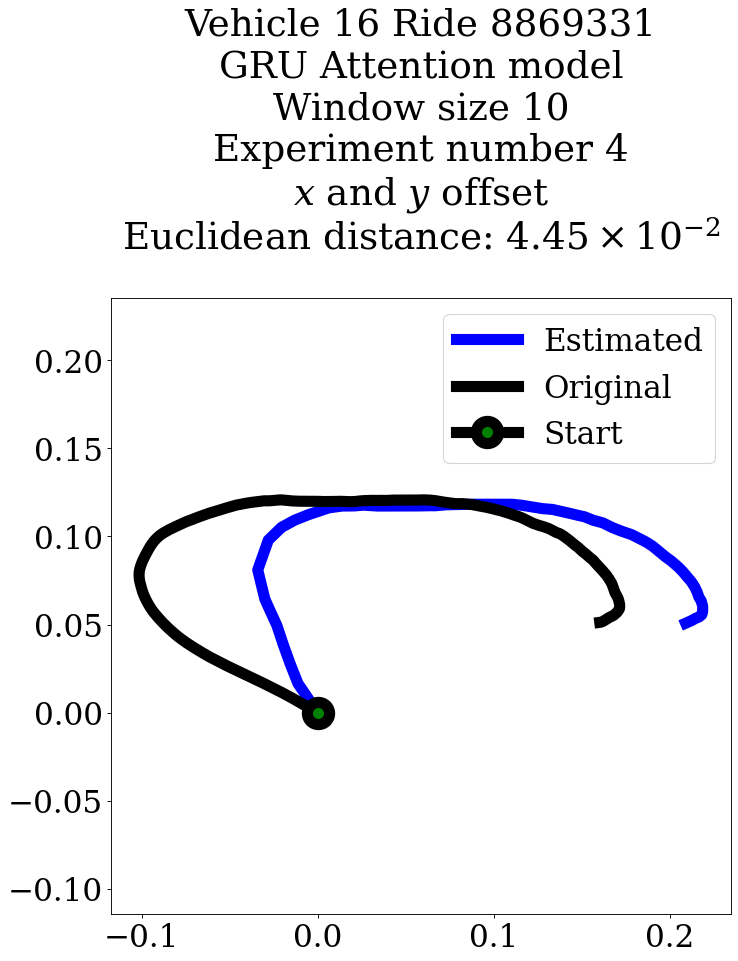 Vehicle 16 Ride 8869331
GRU Attention model
Window size 10
Experiment number 4
x and y offset
Euclidean distance: 4.45 × 10⁻²
Estimated
Original
Start
0.20
0.15
0.10
0.05
0.00
−0.05
−0.10
−0.1 0.0 0.1 0.2